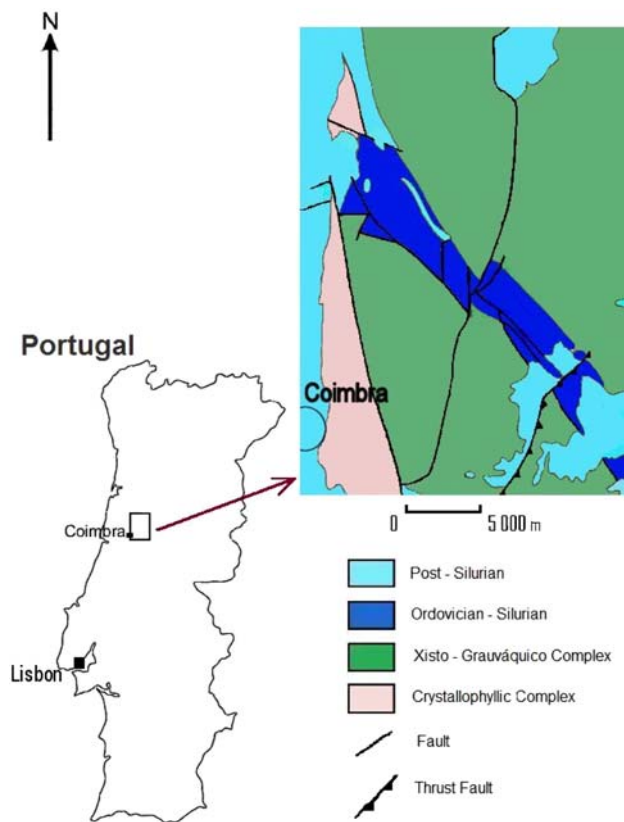 N
Portugal
Coimbra
Lisbon
Coimbra
0 5 000 m
Post - Silurian
Ordovician - Silurian
Xisto - Grauváquico Complex
Crystallophyllic Complex
Fault
Thrust Fault